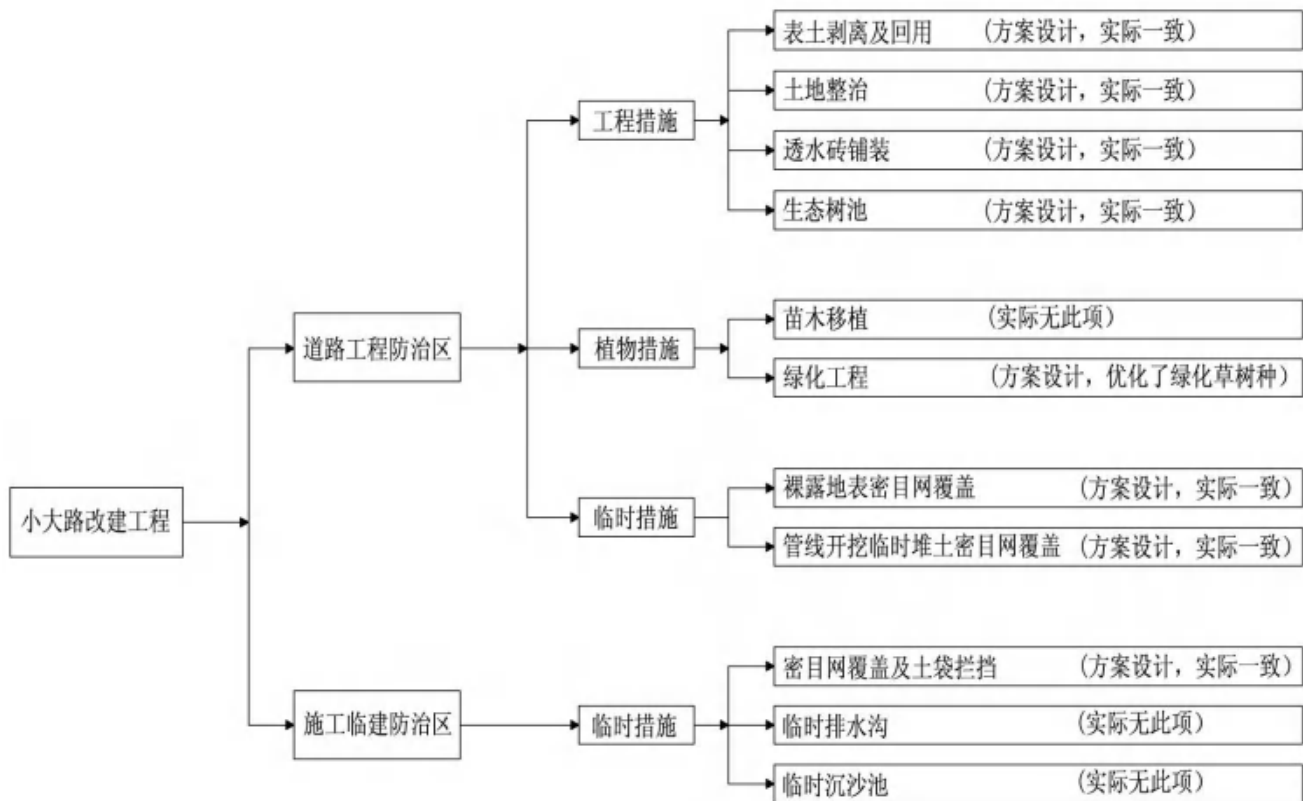 表土剥离及回用 (方案设计，实际一致)
土地整治 (方案设计，实际一致)
工程措施
透水砖铺装 (方案设计，实际一致)
生态树池 (方案设计，实际一致)
苗木移植 (实际无此项)
道路工程防治区
植物措施
绿化工程 (方案设计，优化了绿化草树种)
裸露地表密目网覆盖 (方案设计，实际一致)
小大路改建工程
临时措施
管线开挖临时堆土密目网覆盖 (方案设计，实际一致)
密目网覆盖及土袋拦挡 (方案设计，实际一致)
施工临建防治区
临时措施
临时排水沟 (实际无此项)
临时沉沙池 (实际无此项)